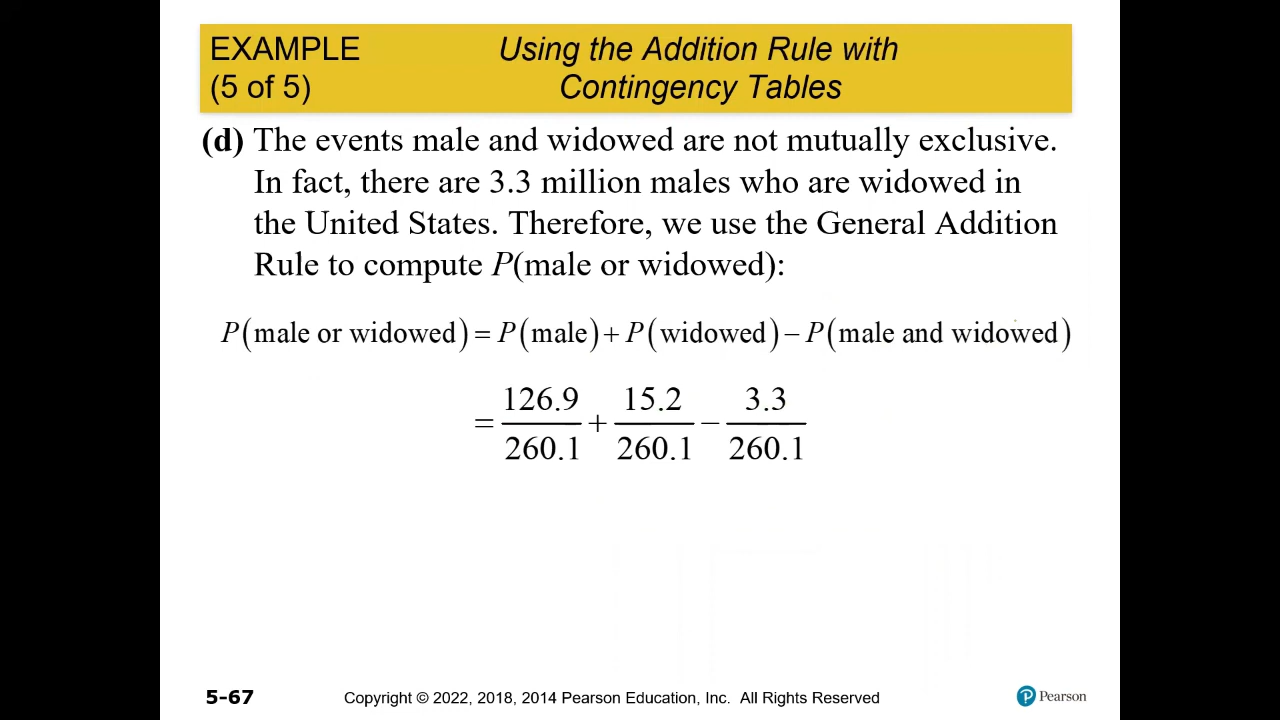 EXAMPLE Using the Addition Rule with
(5 of 5) Contingency Tables
(d) The events male and widowed are not mutually exclusive.
In fact, there are 3.3 million males who are widowed in
the United States. Therefore, we use the General Addition
Rule to compute P(male or widowed):
P(male or widowed) = P(male) + P(widowed) − P(male and widowed)
= 126.9/260.1 + 15.2/260.1 − 3.3/260.1
5-67 Copyright © 2022, 2018, 2014 Pearson Education, Inc. All Rights Reserved P Pearson